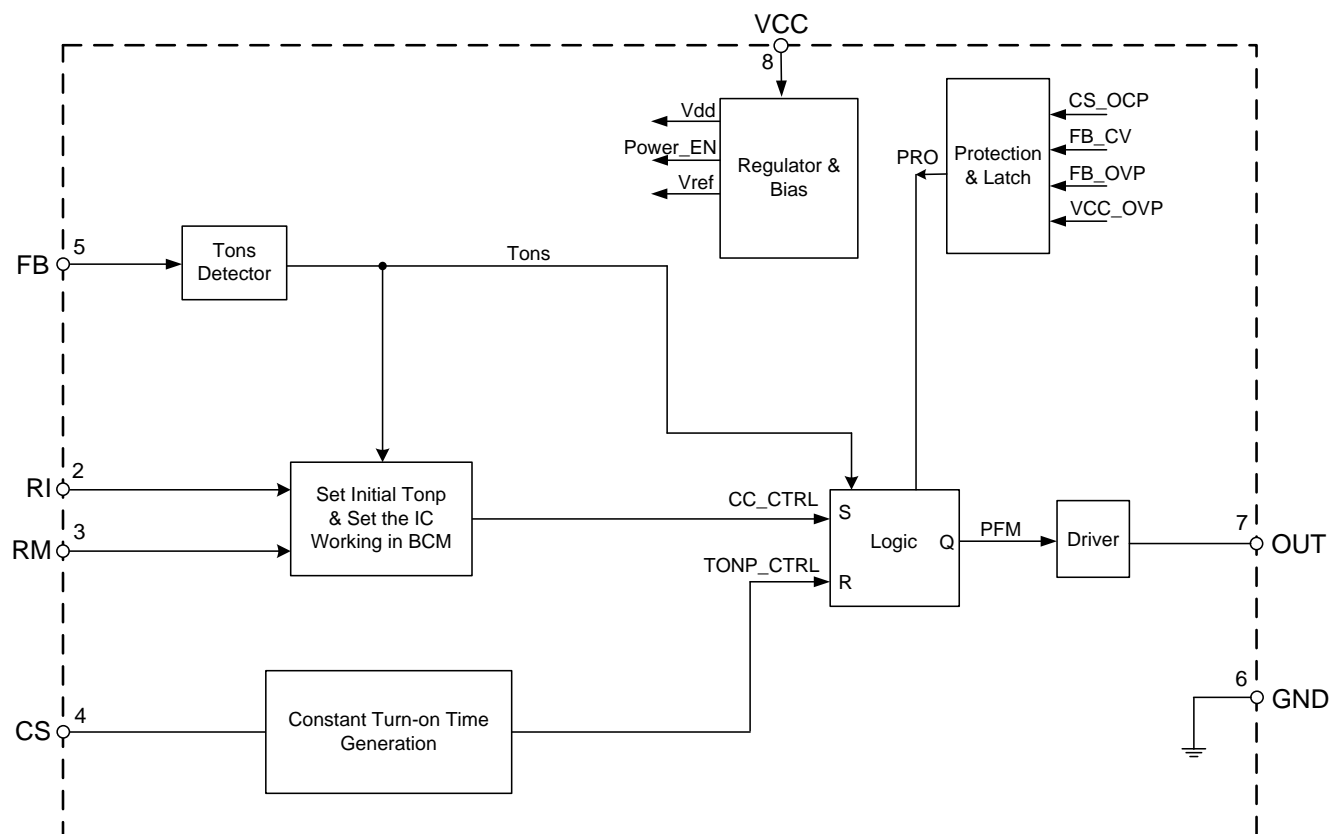 VCC
8
Vdd
Power_EN
Vref
Regulator &
Bias
PRO
Protection
& Latch
CS_OCP
FB_CV
FB_OVP
VCC_OVP
FB
5
Tons
Detector
Tons
RI
2
RM
3
Set Initial Tonp
& Set the IC
Working in BCM
CC_CTRL
TONP_CTRL
S
R
Logic
Q
PFM
Driver
7
OUT
6
GND
CS
4
Constant Turn-on Time
Generation